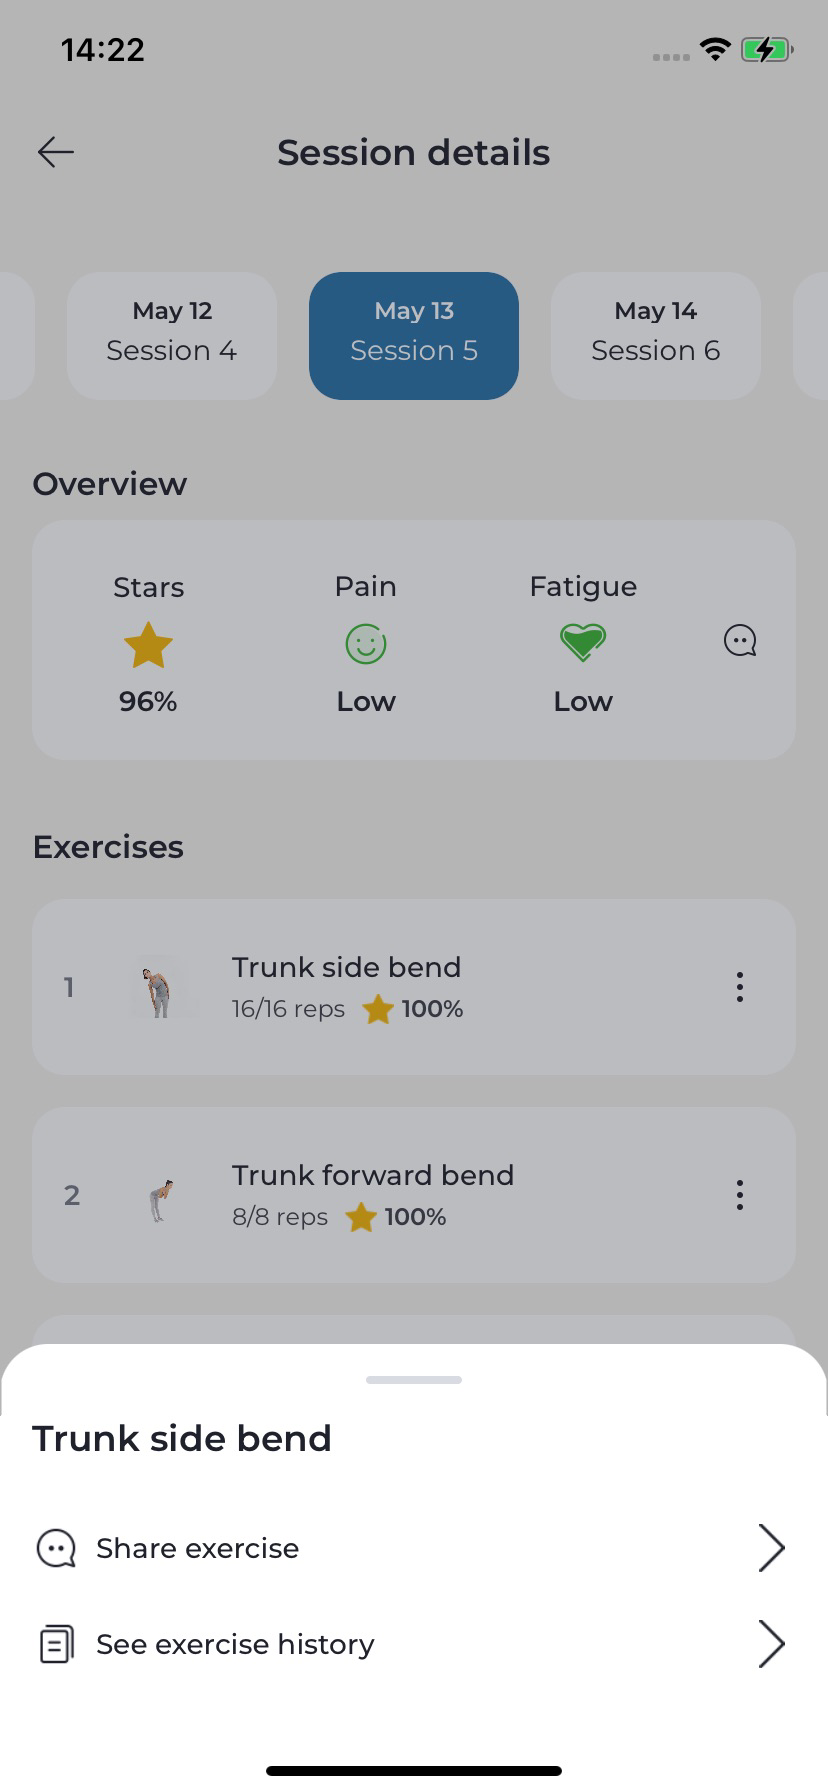 14:22
Session details
May 12
Session 4
May 13
Session 5
May 14
Session 6
Overview
Stars
96%
Pain
Low
Fatigue
Low
Exercises
1
Trunk side bend
16/16 reps 100%
2
Trunk forward bend
8/8 reps 100%
Trunk side bend
Share exercise
See exercise history